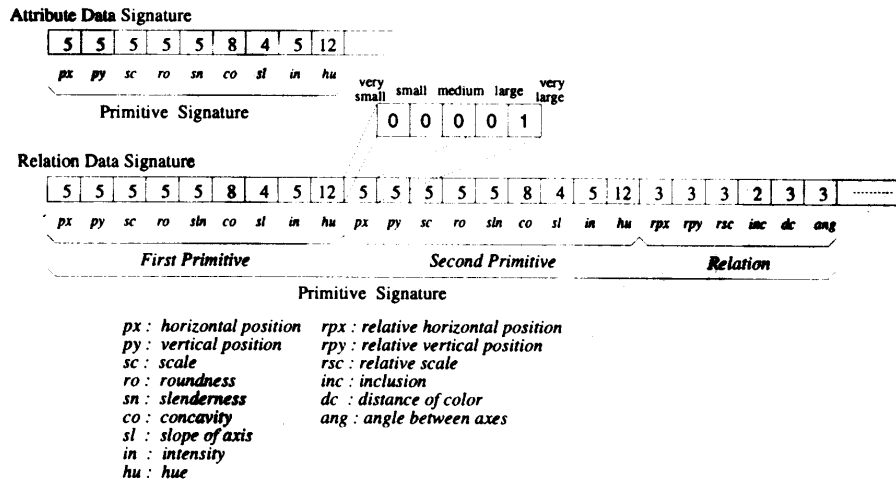 Attribute Data Signature
5 5 5 5 5 8 4 5 12
px py sc ro sn co sl in hu
Primitive Signature
very small small medium large very large
0 0 0 0 1
Relation Data Signature
5 5 5 5 5 8 4 5 12 5 5 5 5 5 8 4 5 12 3 3 3 2 3 3 ---------
px py sc ro sln co sl in hu px py sc ro sln co sl in hu rpx rpy rsc inc dc ang
First Primitive Second Primitive Relation
Primitive Signature
px : horizontal position rpx : relative horizontal position
py : vertical position rpy : relative vertical position
sc : scale rsc : relative scale
ro : roundness inc : inclusion
sn : slenderness dc : distance of color
co : concavity ang : angle between axes
sl : slope of axis
in : intensity
hu : hue